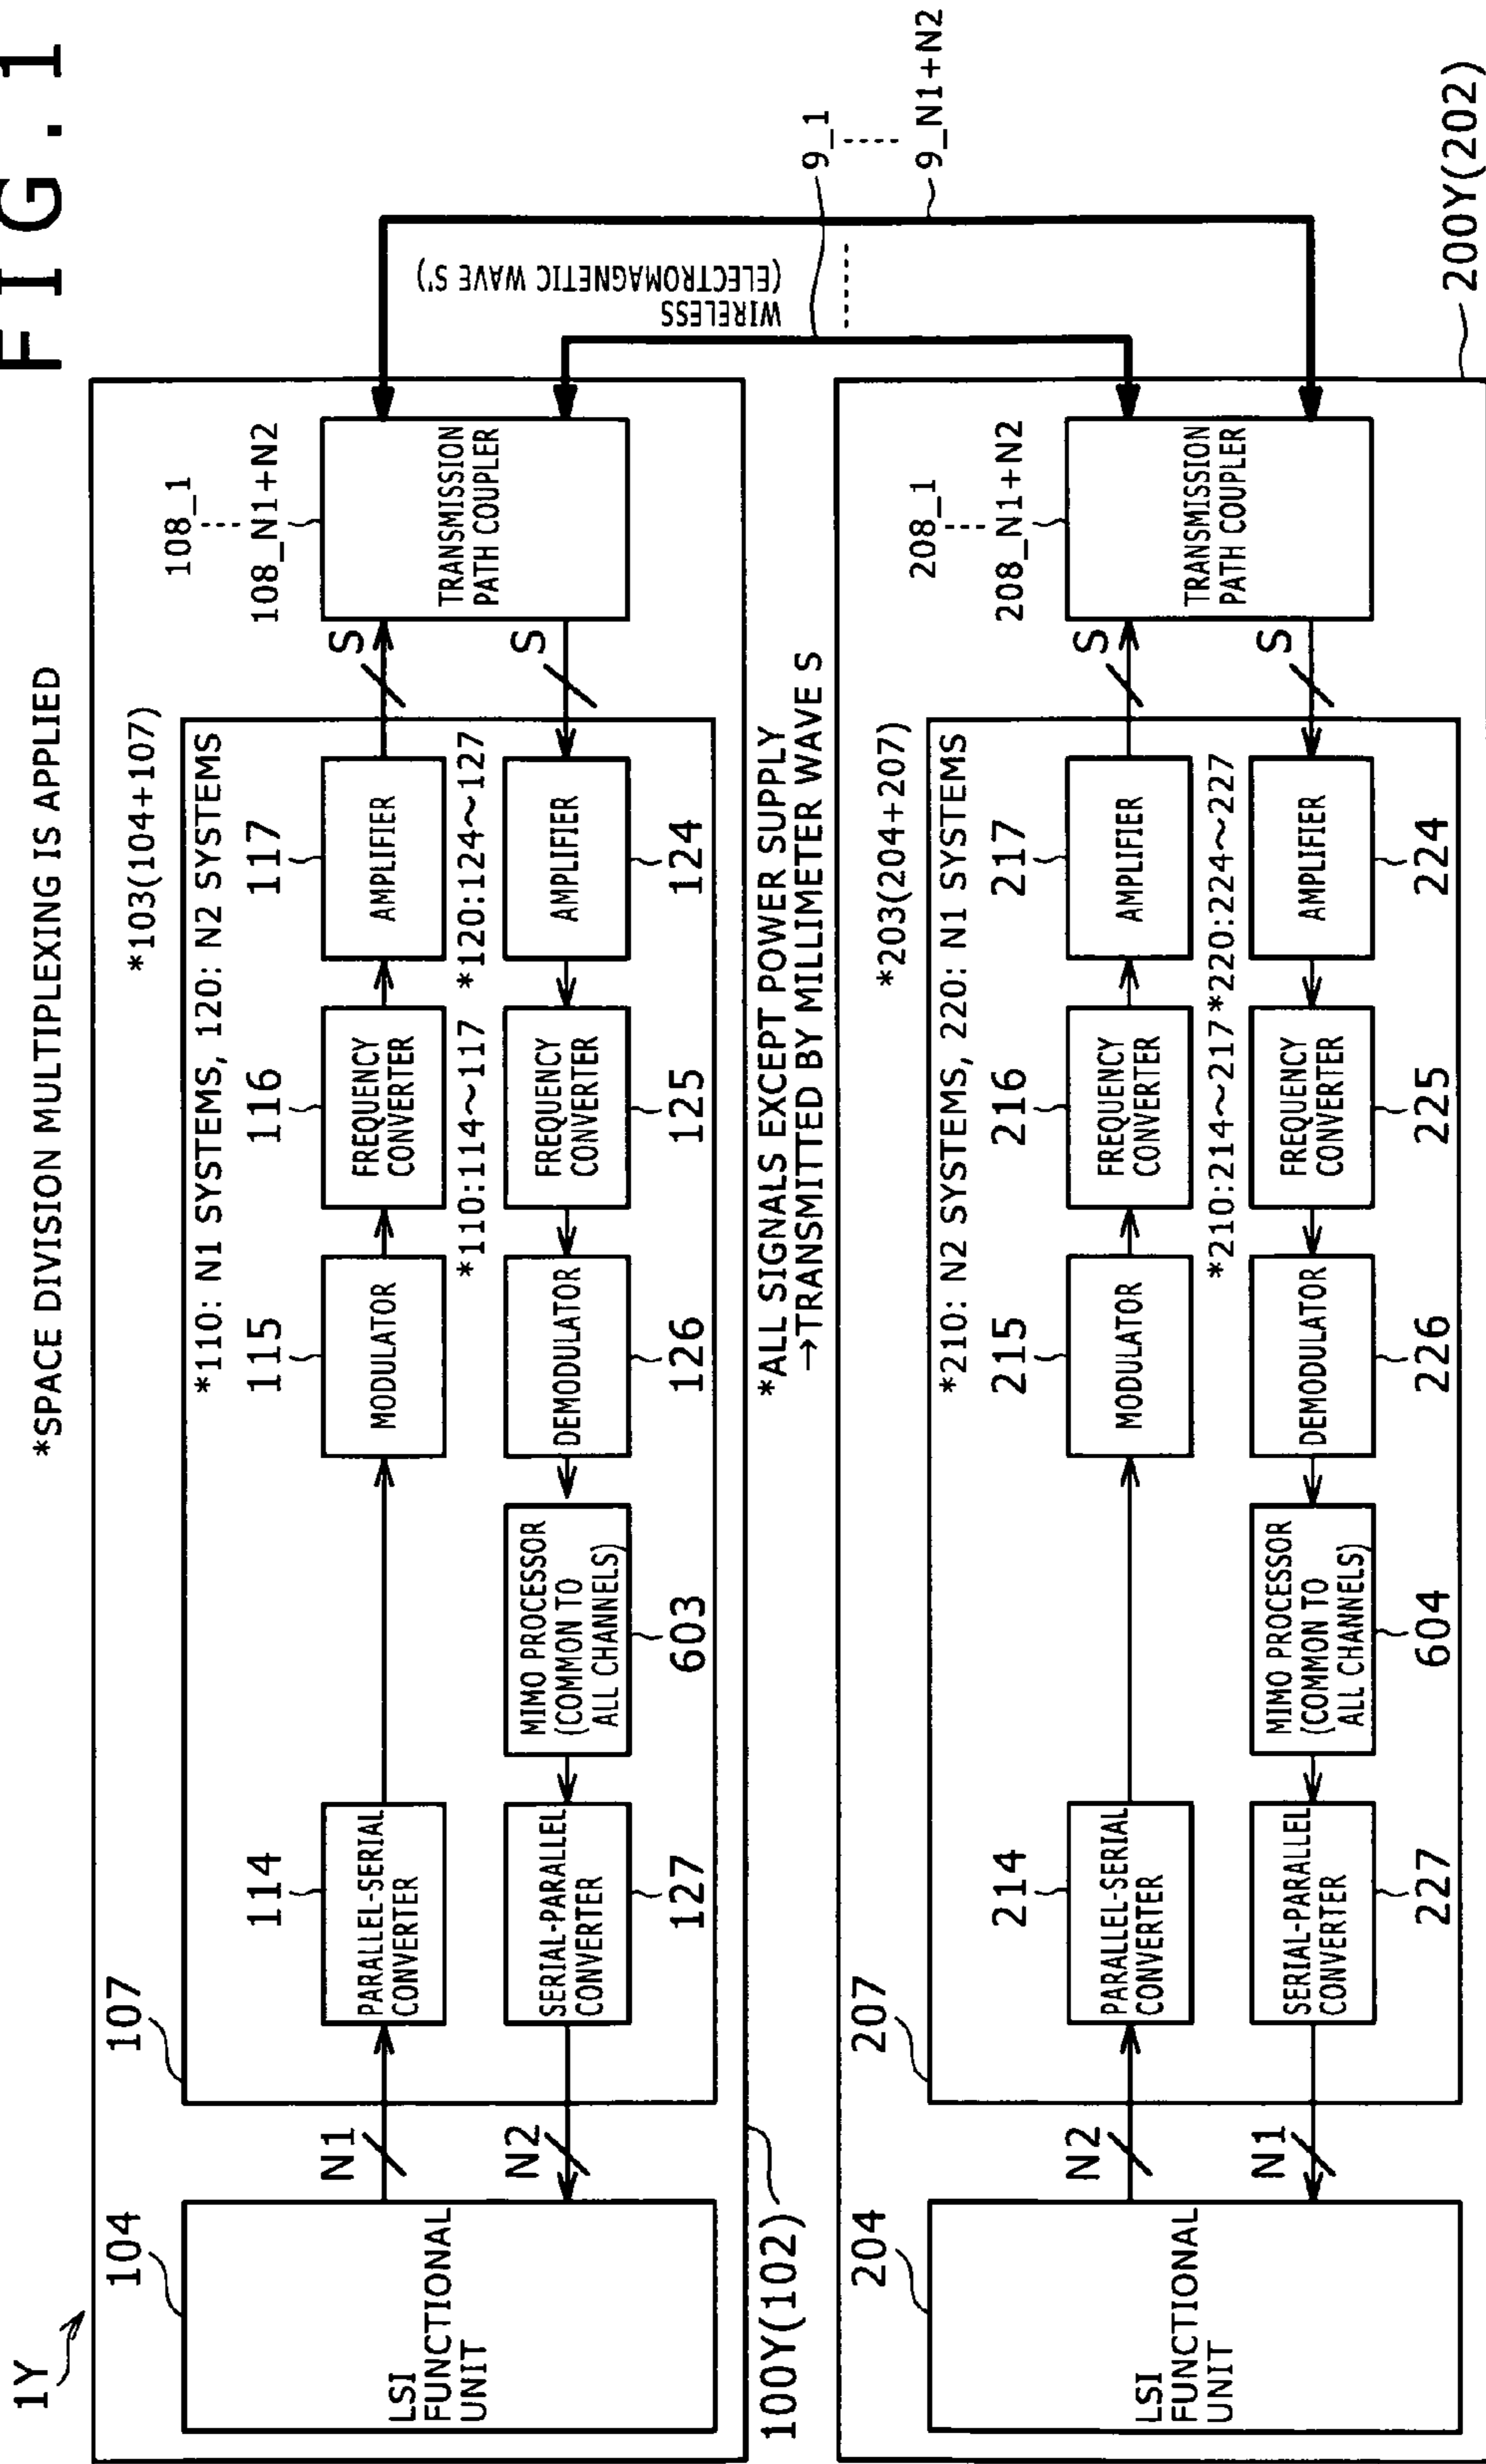 FIG. 1
1Y
*SPACE DIVISION MULTIPLEXING IS APPLIED
104
107
*103(104+107)
108_1
108_N1+N2
*110: N1 SYSTEMS, 120: N2 SYSTEMS
114
115
116
117
LSI
FUNCTIONAL
UNIT
N1
PARALLEL-SERIAL
CONVERTER
MODULATOR
FREQUENCY
CONVERTER
AMPLIFIER
S
TRANSMISSION
PATH COUPLER
*110:114~117
*120:124~127
N2
SERIAL-PARALLEL
CONVERTER
MIMO PROCESSOR
(COMMON TO
ALL CHANNELS)
DEMODULATOR
FREQUENCY
CONVERTER
AMPLIFIER
S
127
603
126
125
124
100Y(102)
*ALL SIGNALS EXCEPT POWER SUPPLY
→TRANSMITTED BY MILLIMETER WAVE S
WIRELESS
(ELECTROMAGNETIC WAVE S')
9_1
9_N1+N2
204
207
*203(204+207)
208_1
208_N1+N2
*210: N2 SYSTEMS, 220: N1 SYSTEMS
214
215
216
217
LSI
FUNCTIONAL
UNIT
N2
PARALLEL-SERIAL
CONVERTER
MODULATOR
FREQUENCY
CONVERTER
AMPLIFIER
S
TRANSMISSION
PATH COUPLER
*210:214~217
*220:224~227
N1
SERIAL-PARALLEL
CONVERTER
MIMO PROCESSOR
(COMMON TO
ALL CHANNELS)
DEMODULATOR
FREQUENCY
CONVERTER
AMPLIFIER
S
227
604
226
225
224
200Y(202)